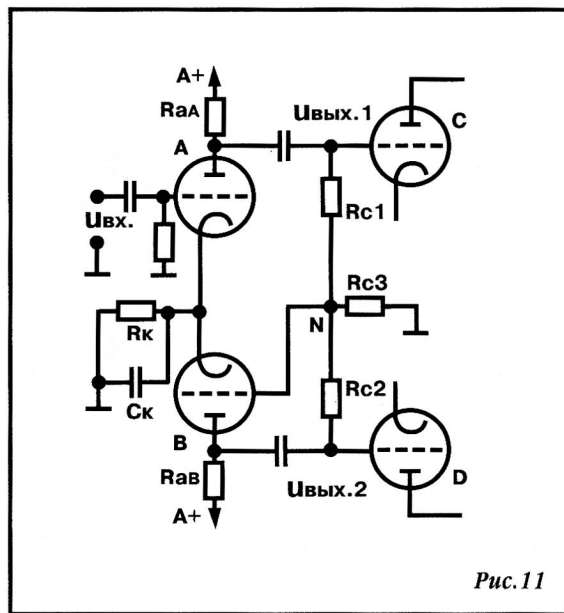 A+
RaA
A
Uвых.1
C
Uвх.
Rc1
Rc3
N
Rк
Cк
Rc2
B
RaB
Uвых.2
D
A+
Рис.11